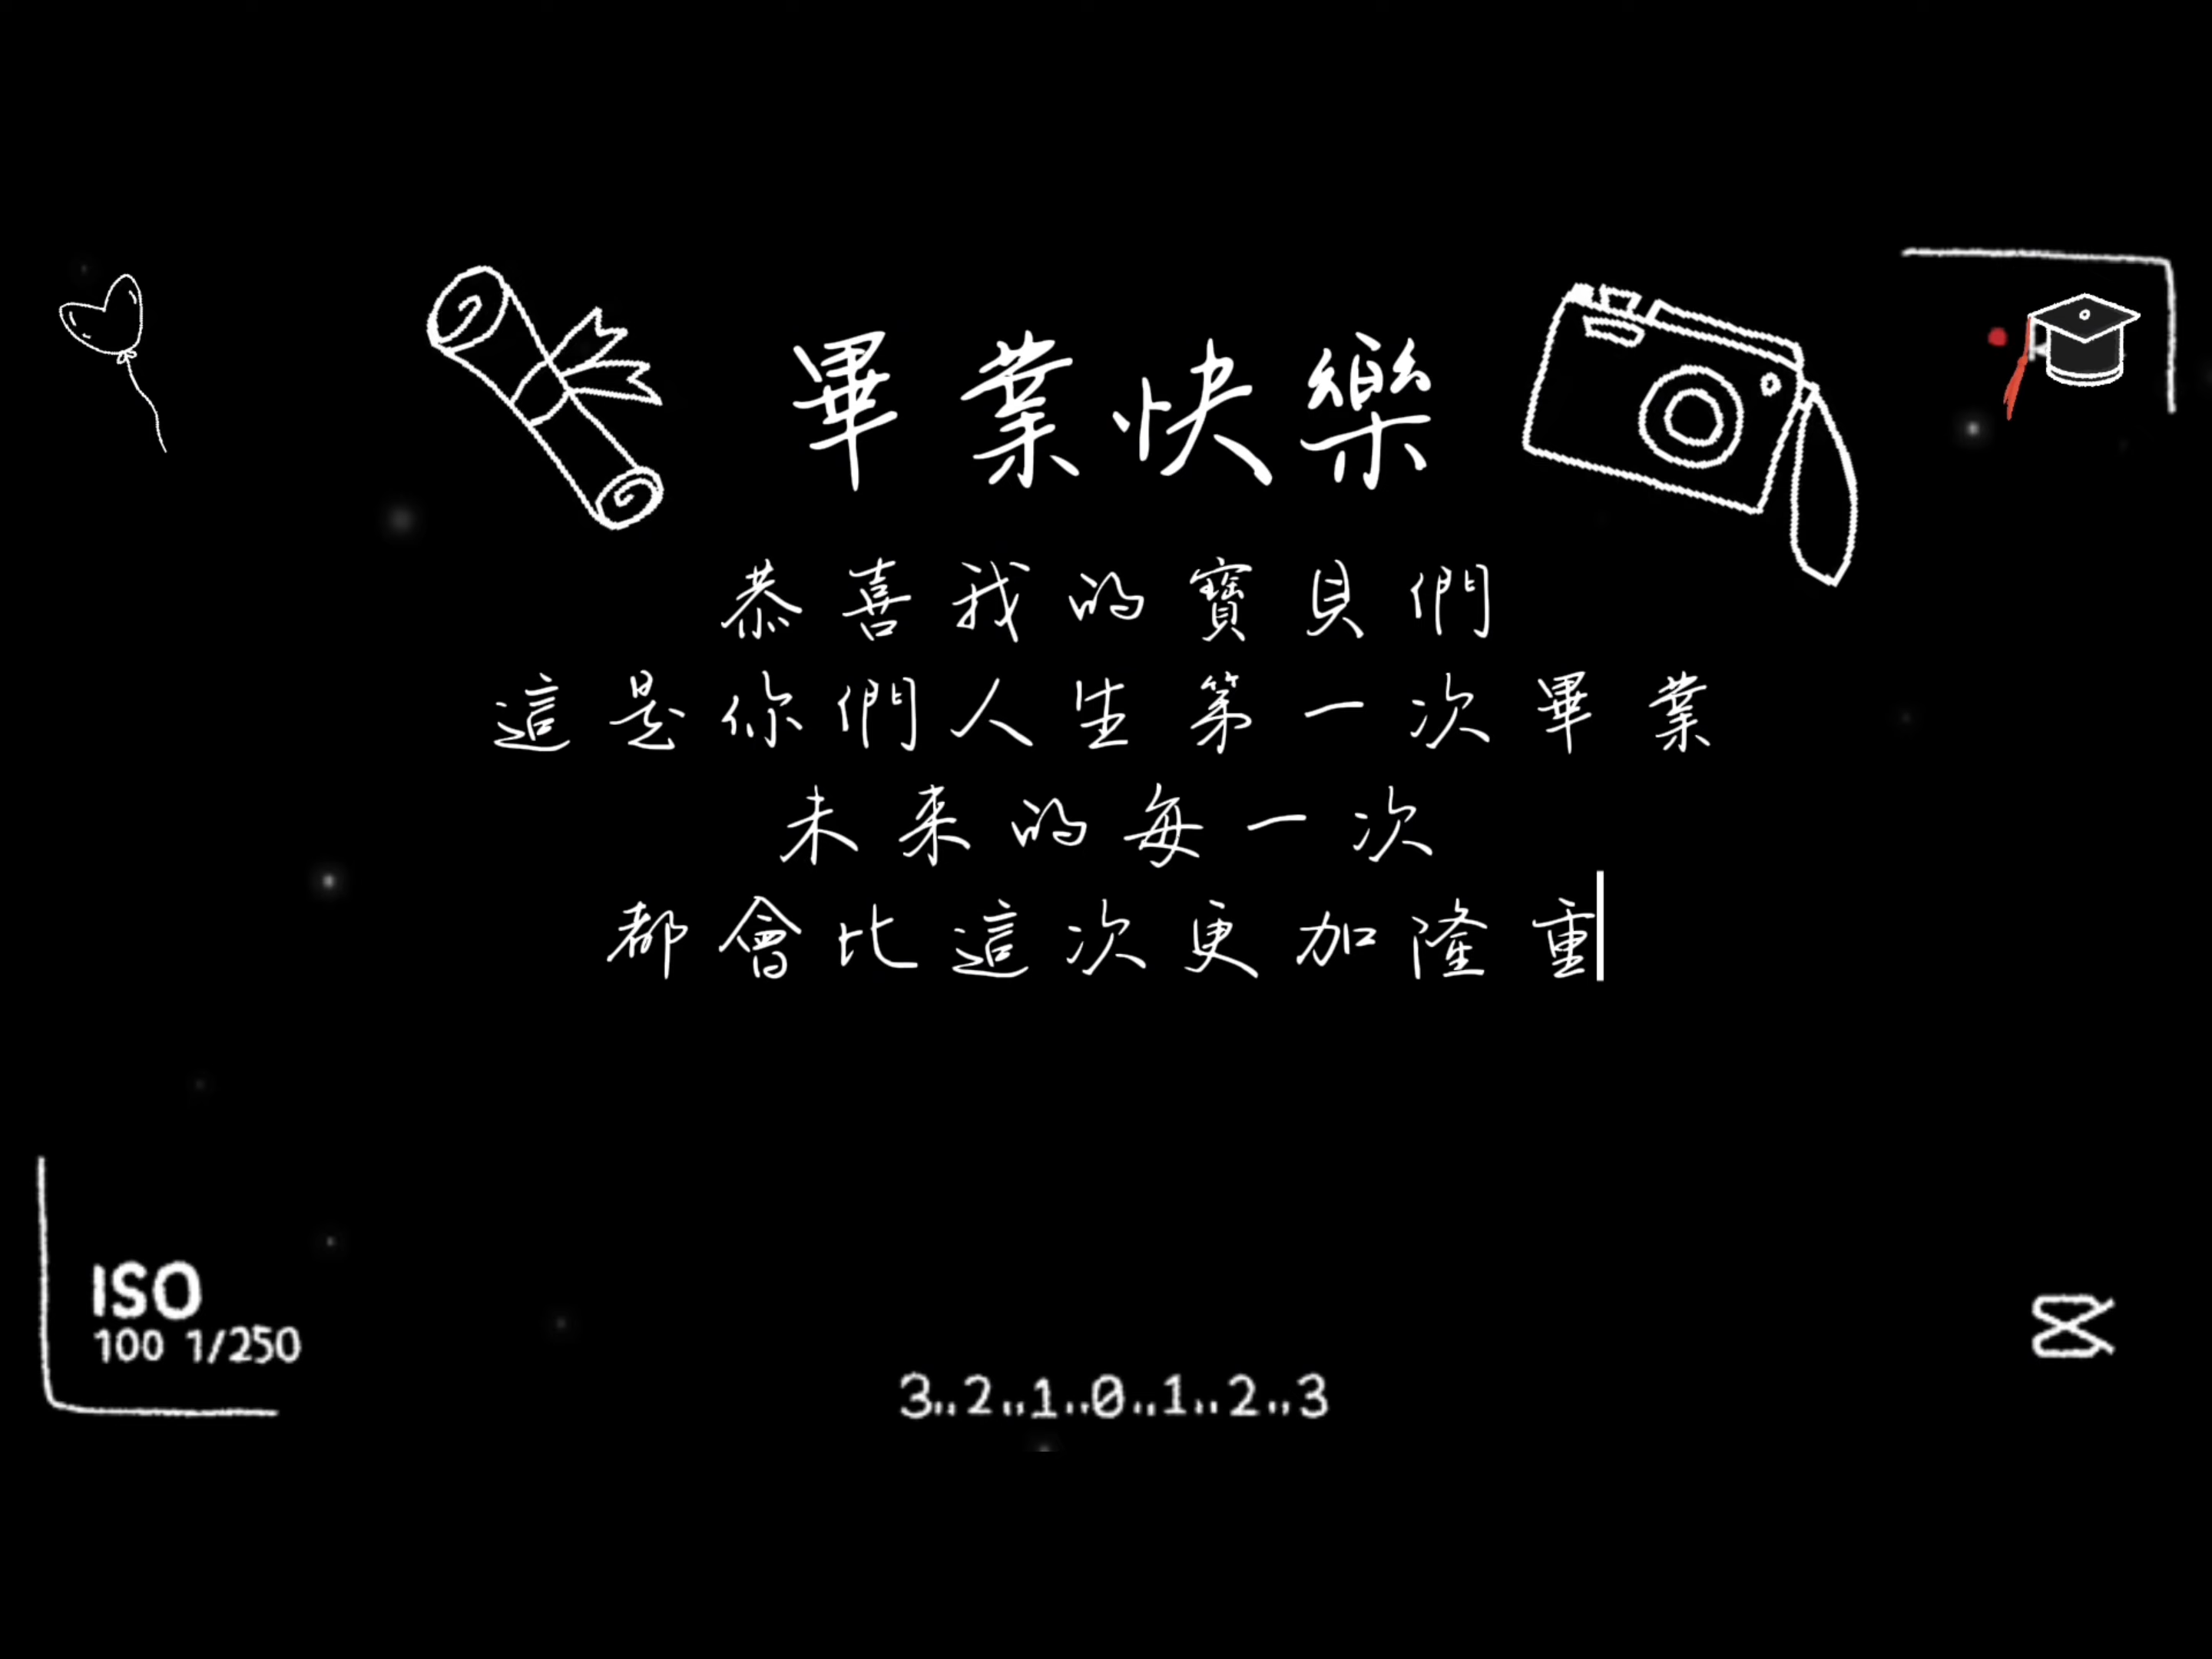 畢業快樂
恭喜我的寶貝們
這是你們人生第一次畢業
未來的每一次
都會比這次更加隆重
ISO
100 1/250
3..2..1..0..1..2..3